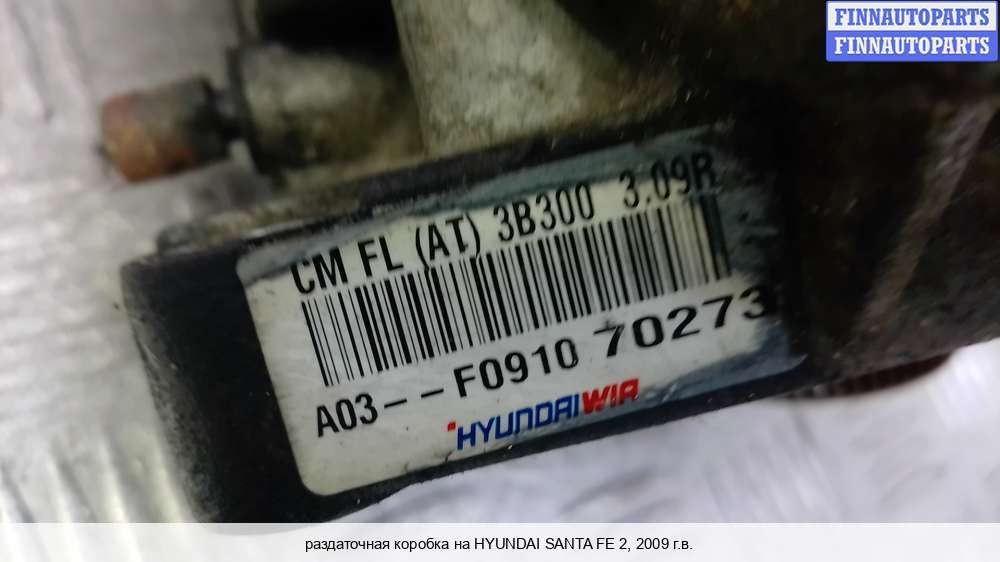 FINNAUTOPARTS
FINNAUTOPARTS
CM FL (AT) 3B300 3.09R
A03--F0910 70273
HYUNDAI WIA
раздаточная коробка на HYUNDAI SANTA FE 2, 2009 г.в.